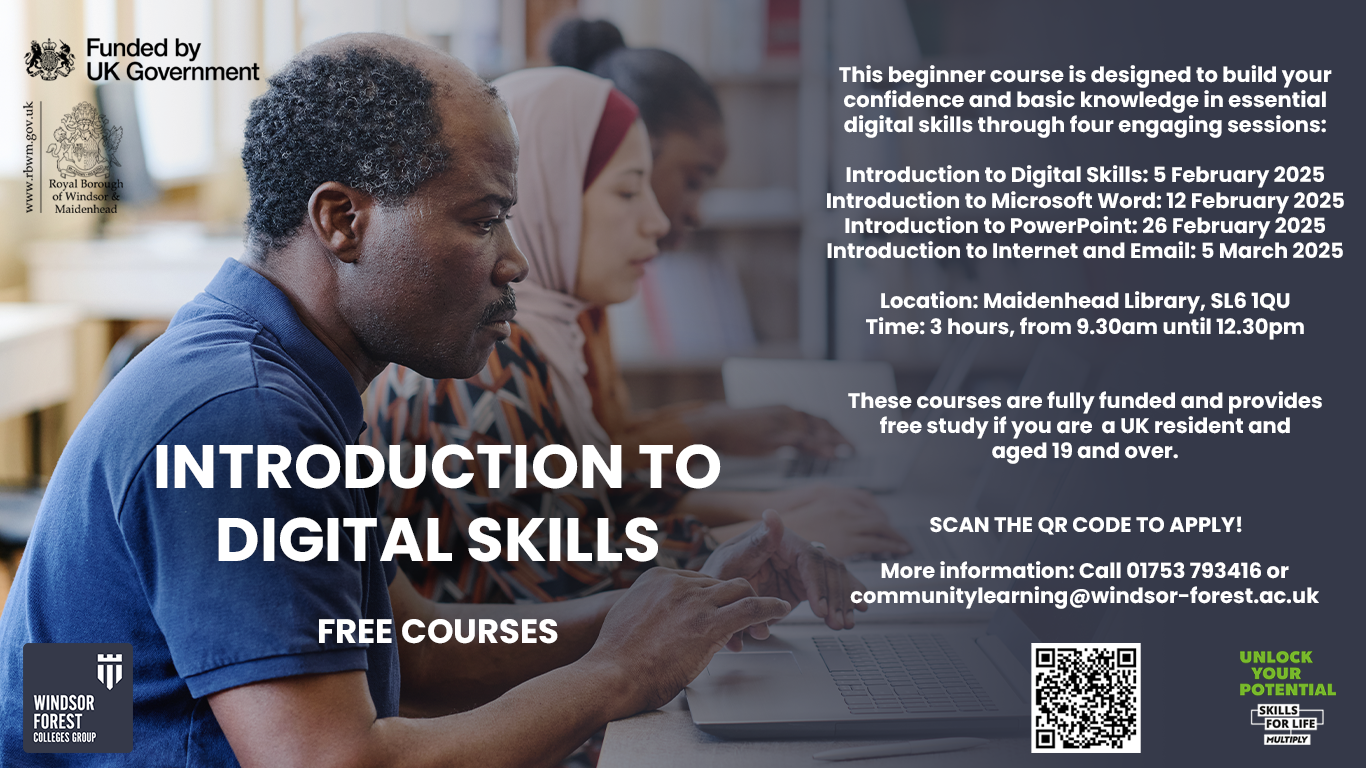 Funded by
UK Government
www.rbwm.gov.uk
Royal Borough
of Windsor &
Maidenhead
INTRODUCTION TO
DIGITAL SKILLS
FREE COURSES
WINDSOR
FOREST
COLLEGES GROUP
This beginner course is designed to build your
confidence and basic knowledge in essential
digital skills through four engaging sessions:
Introduction to Digital Skills: 5 February 2025
Introduction to Microsoft Word: 12 February 2025
Introduction to PowerPoint: 26 February 2025
Introduction to Internet and Email: 5 March 2025
Location: Maidenhead Library, SL6 1QU
Time: 3 hours, from 9.30am until 12.30pm
These courses are fully funded and provides
free study if you are a UK resident and
aged 19 and over.
SCAN THE QR CODE TO APPLY!
More information: Call 01753 793416 or
communitylearning@windsor-forest.ac.uk
UNLOCK
YOUR
POTENTIAL
SKILLS
FOR LIFE
MULTIPLY